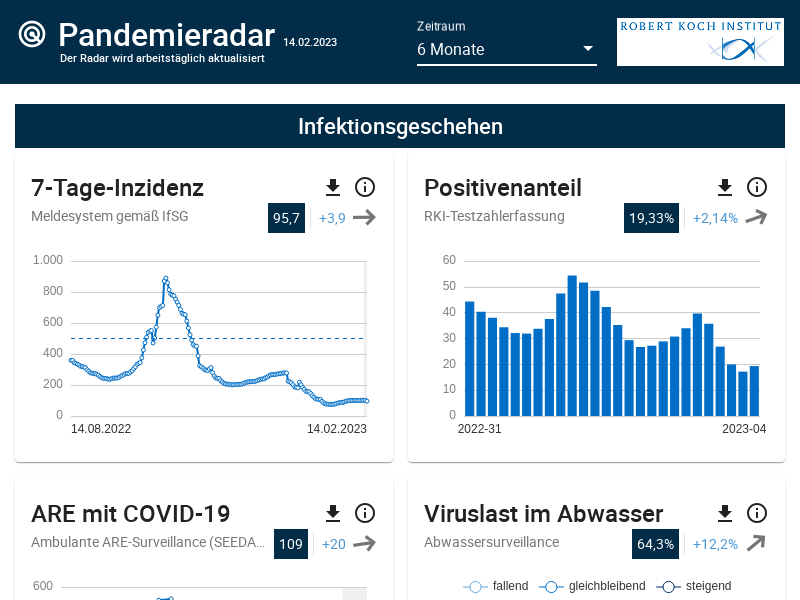 Pandemieradar 14.02.2023
Der Radar wird arbeitstäglich aktualisiert
Zeitraum
6 Monate
ROBERT KOCH INSTITUT
Infektionsgeschehen
7-Tage-Inzidenz
Meldesystem gemäß IfSG
95,7
+3,9
1.000
800
600
400
200
0
14.08.2022
14.02.2023
Positivenanteil
RKI-Testzahlerfassung
19,33%
+2,14%
60
50
40
30
20
10
0
2022-31
2023-04
ARE mit COVID-19
Ambulante ARE-Surveillance (SEEDA...
109
+20
600
Viruslast im Abwasser
Abwassersurveillance
64,3%
+12,2%
fallend
gleichbleibend
steigend